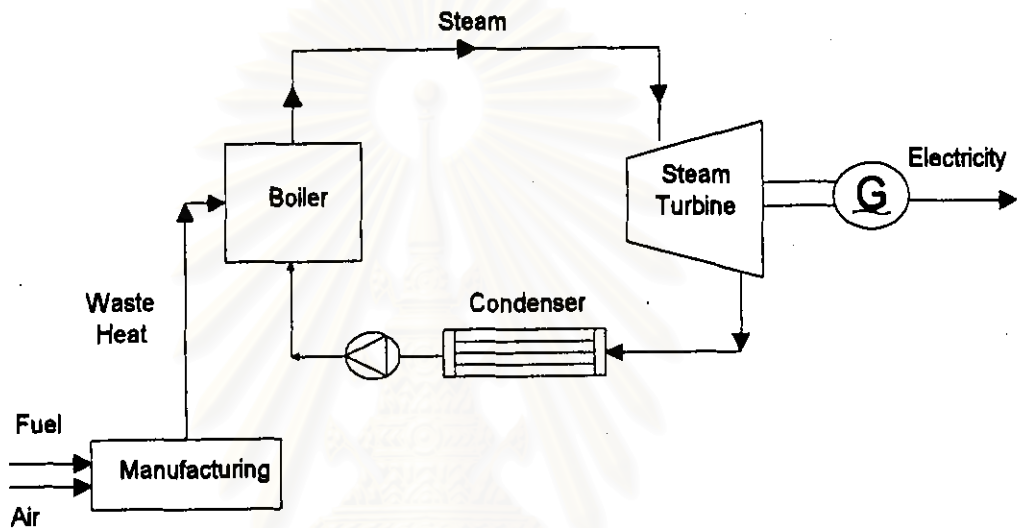 Steam
Boiler
Steam
Turbine
G
Electricity
Waste
Heat
Condenser
Fuel
Manufacturing
Air